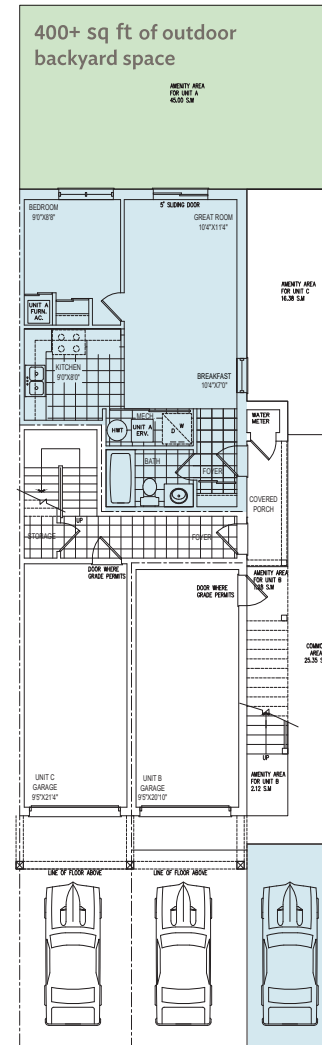 400+ sq ft of outdoor
backyard space
AMENITY AREA
FOR UNIT A
45.00 S.M
BEDROOM
9'0"X8'8"
5' SLIDING DOOR
GREAT ROOM
10'4"X11'4"
AMENITY AREA
FOR UNIT C
16.38 S.M
UNIT A
FURN.
AC.
KITCHEN
9'0"X8'0"
BREAKFAST
10'4"X7'0"
MECH
HWT
UNIT A
ERV.
W
D
WATER
METER
BATH
FOYER
COVERED
PORCH
UP
STORAGE
FOYER
DOOR WHERE
GRADE PERMITS
AMENITY AREA
FOR UNIT B
S.M
DOOR WHERE
GRADE PERMITS
COMMO
AREA
25.35 S
UP
UNIT C
GARAGE
9'5"X21'4"
UNIT B
GARAGE
9'5"X20'10"
AMENITY AREA
FOR UNIT B
2.12 S.M
LINE OF FLOOR ABOVE
LINE OF FLOOR ABOVE